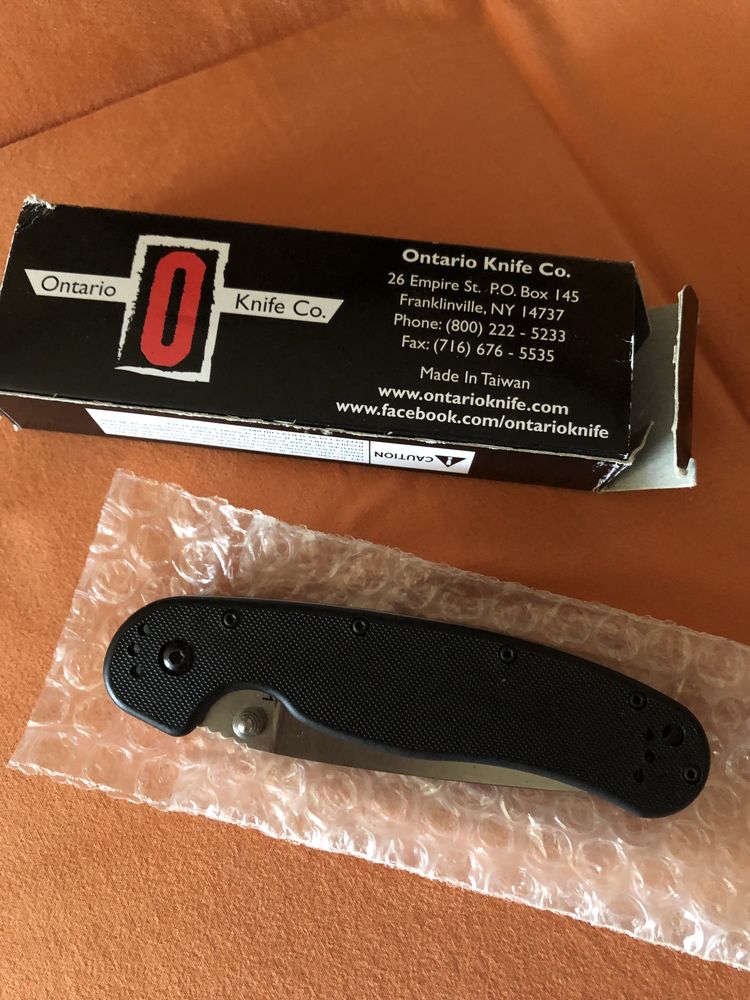 Ontario O Knife Co.
Ontario Knife Co.
26 Empire St. P.O. Box 145
Franklinville, NY 14737
Phone: (800) 222 - 5233
Fax: (716) 676 - 5535
Made In Taiwan
www.ontarioknife.com
www.facebook.com/ontarioknife
CAUTION
1